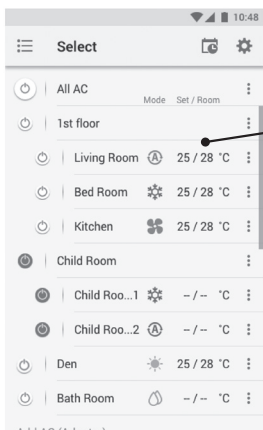 10:48
Select
All AC
Mode Set / Room
1st floor
Living Room A 25 / 28 °C
Bed Room 25 / 28 °C
Kitchen 25 / 28 °C
Child Room
Child Roo...1 -- / -- °C
Child Roo...2 A -- / -- °C
Den 25 / 28 °C
Bath Room -- / -- °C